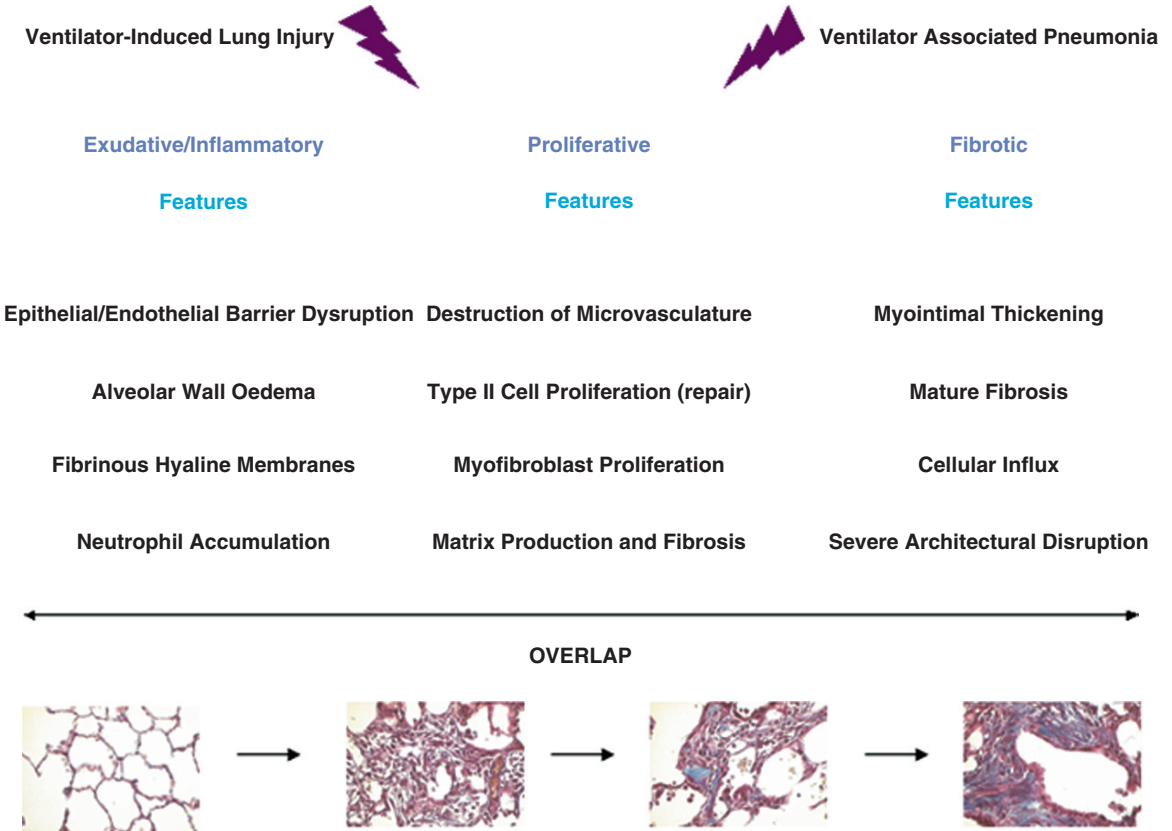 Ventilator-Induced Lung Injury
Ventilator Associated Pneumonia
Exudative/Inflammatory
Proliferative
Fibrotic
Features
Features
Features
Epithelial/Endothelial Barrier Dysruption
Destruction of Microvasculature
Myointimal Thickening
Alveolar Wall Oedema
Type II Cell Proliferation (repair)
Mature Fibrosis
Fibrinous Hyaline Membranes
Myofibroblast Proliferation
Cellular Influx
Neutrophil Accumulation
Matrix Production and Fibrosis
Severe Architectural Disruption
OVERLAP